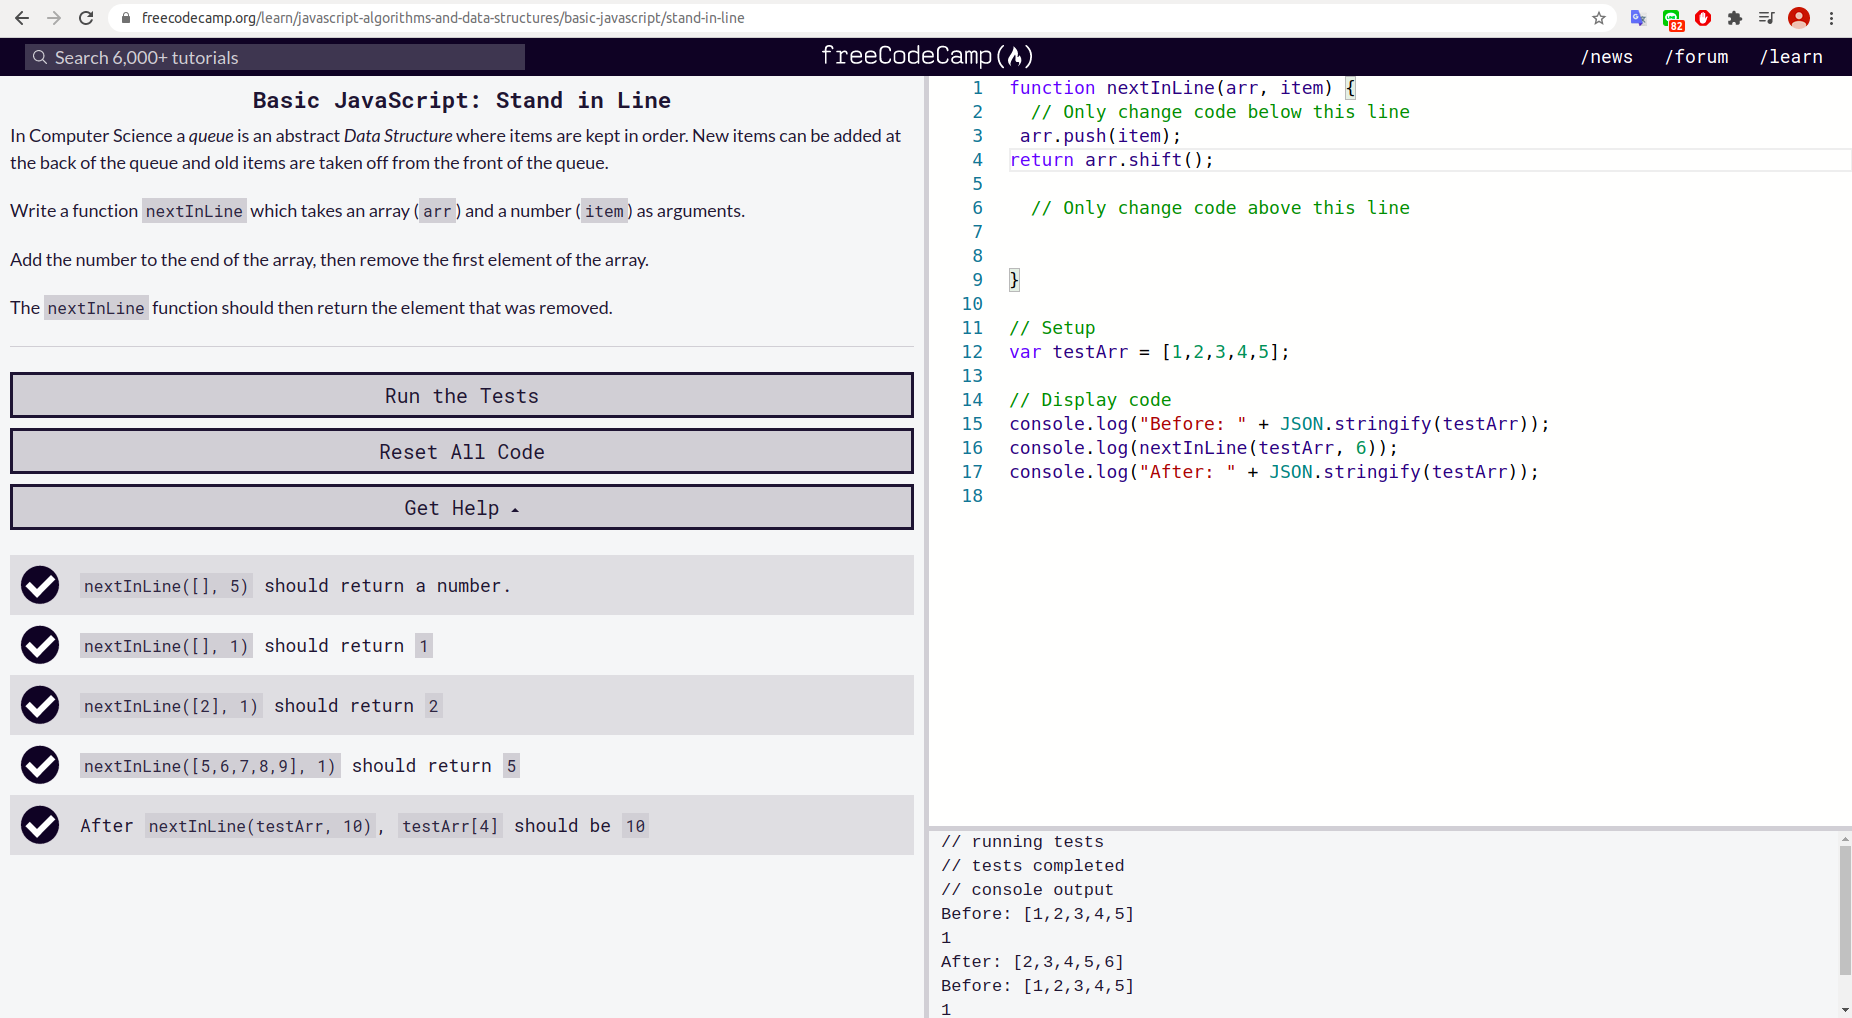 freecodecamp.org/learn/javascript-algorithms-and-data-structures/basic-javascript/stand-in-line
82
Search 6,000+ tutorials
freeCodeCamp
/news
/forum
/learn
Basic JavaScript: Stand in Line
In Computer Science a queue is an abstract Data Structure where items are kept in order. New items can be added at
the back of the queue and old items are taken off from the front of the queue.
Write a function nextInLine which takes an array (arr) and a number (item) as arguments.
Add the number to the end of the array, then remove the first element of the array.
The nextInLine function should then return the element that was removed.
Run the Tests
Reset All Code
Get Help
nextInLine([], 5) should return a number.
nextInLine([], 1) should return 1
nextInLine([2], 1) should return 2
nextInLine([5,6,7,8,9], 1) should return 5
After nextInLine(testArr, 10), testArr[4] should be 10
1 function nextInLine(arr, item) {
2   // Only change code below this line
3  arr.push(item);
4 return arr.shift();
5
6   // Only change code above this line
7
8
9 }
10
11 // Setup
12 var testArr = [1,2,3,4,5];
13
14 // Display code
15 console.log("Before: " + JSON.stringify(testArr));
16 console.log(nextInLine(testArr, 6));
17 console.log("After: " + JSON.stringify(testArr));
18
// running tests
// tests completed
// console output
Before: [1,2,3,4,5]
1
After: [2,3,4,5,6]
Before: [1,2,3,4,5]
1